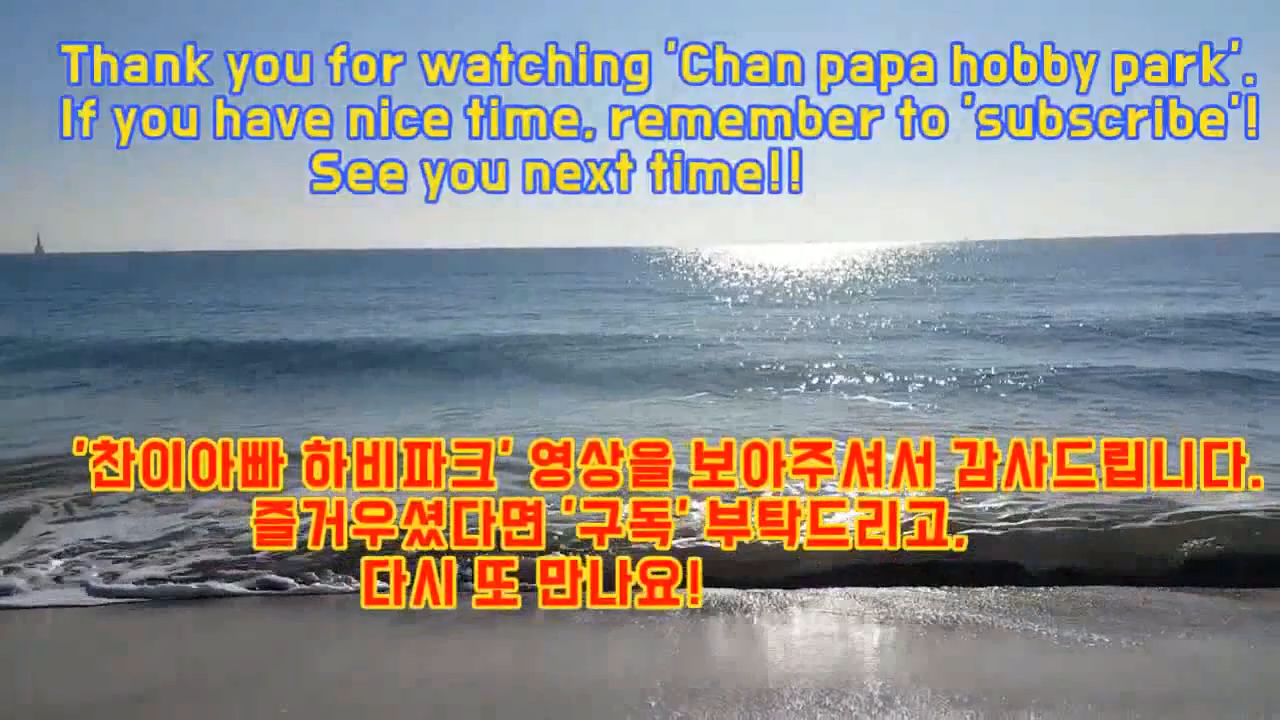 Thank you for watching 'Chan papa hobby park'.
If you have nice time, remember to 'subscribe'!
See you next time!!
'찬이아빠 하비파크' 영상을 보아주셔서 감사드립니다.
즐거우셨다면 '구독' 부탁드리고,
다시 또 만나요!